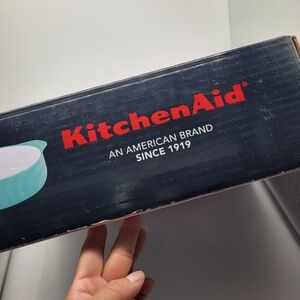 KitchenAid®
AN AMERICAN BRAND
SINCE 1919